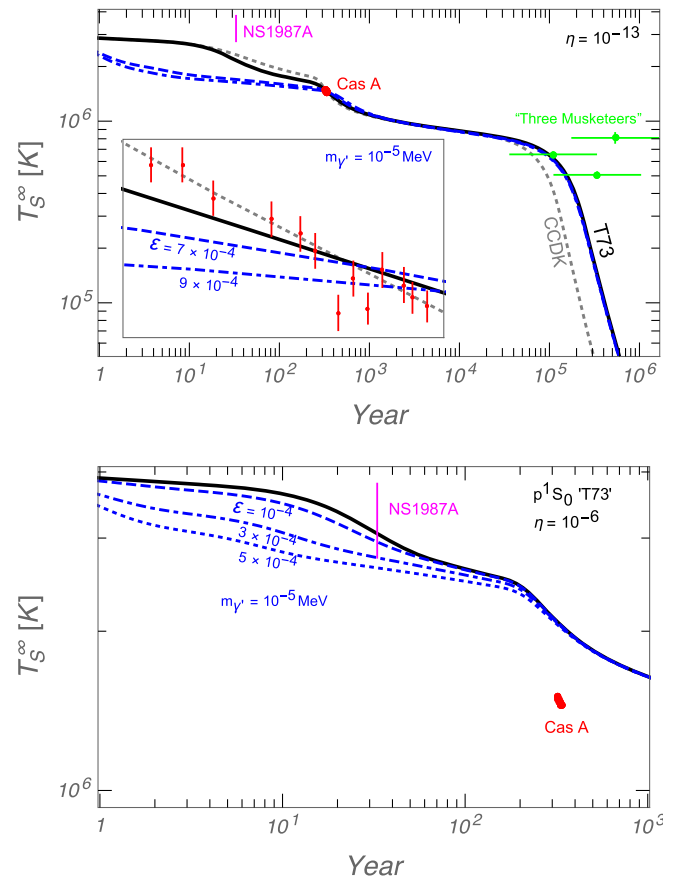 NS1987A
η = 10⁻¹³
Cas A
"Three Musketeers"
10⁶
m_γ' = 10⁻⁵ MeV
T_S^∞ [K]
ε = 7 × 10⁻⁴
9 × 10⁻⁴
CCDK
T73
10⁵
1 10¹ 10² 10³ 10⁴ 10⁵ 10⁶
Year
p¹S₀ 'T73'
NS1987A
η = 10⁻⁶
ε = 10⁻⁴
3 × 10⁻⁴
5 × 10⁻⁴
m_γ' = 10⁻⁵ MeV
T_S^∞ [K]
Cas A
10⁶
1 10¹ 10² 10³
Year